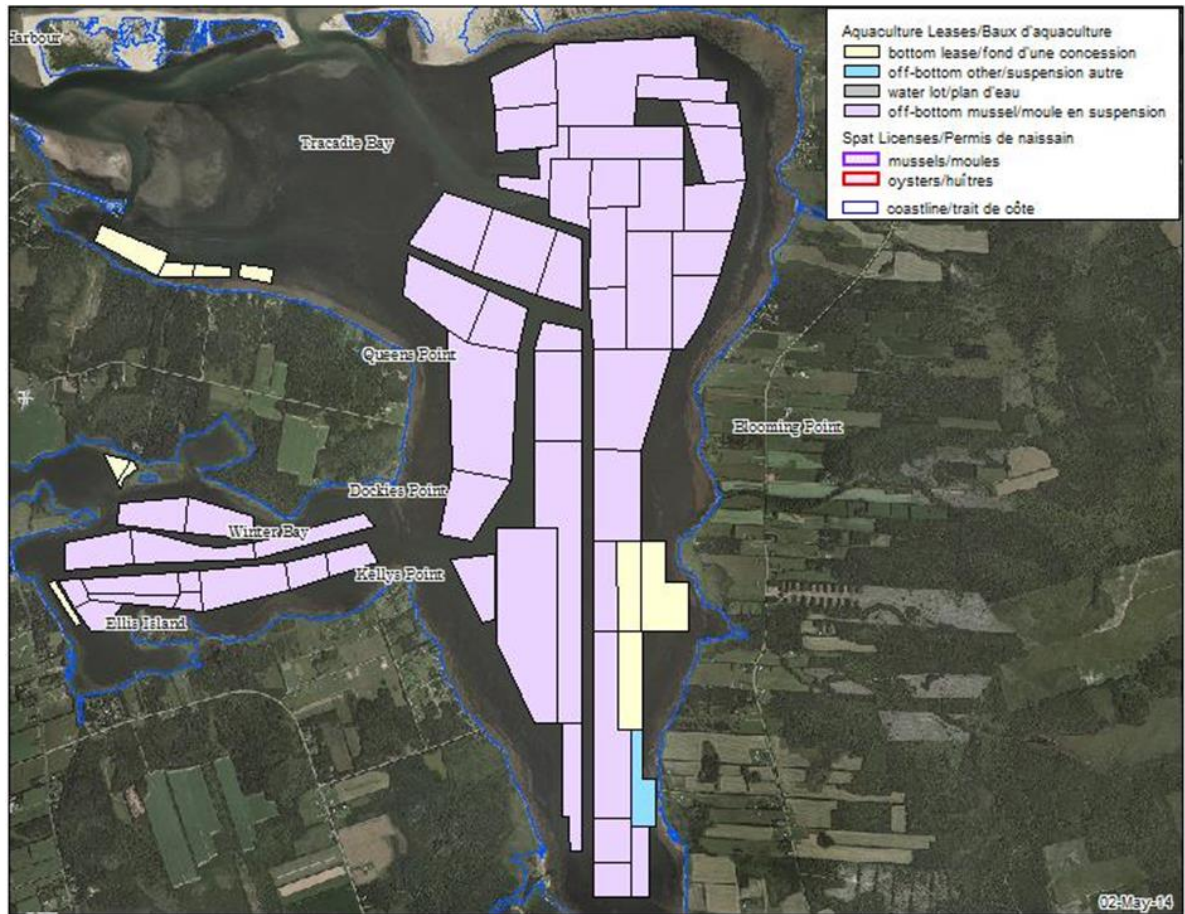 Harbour
Aquaculture Leases/Baux d'aquaculture
bottom lease/fond d'une concession
off-bottom other/suspension autre
water lot/plan d'eau
off-bottom mussel/moule en suspension
Spat Licenses/Permis de naissain
mussels/moules
oysters/huîtres
coastline/trait de côte
Tracadie Bay
Queens Point
Blooming Point
Dockies Point
Winter Bay
Kellys Point
Ellis Island
02-May-14